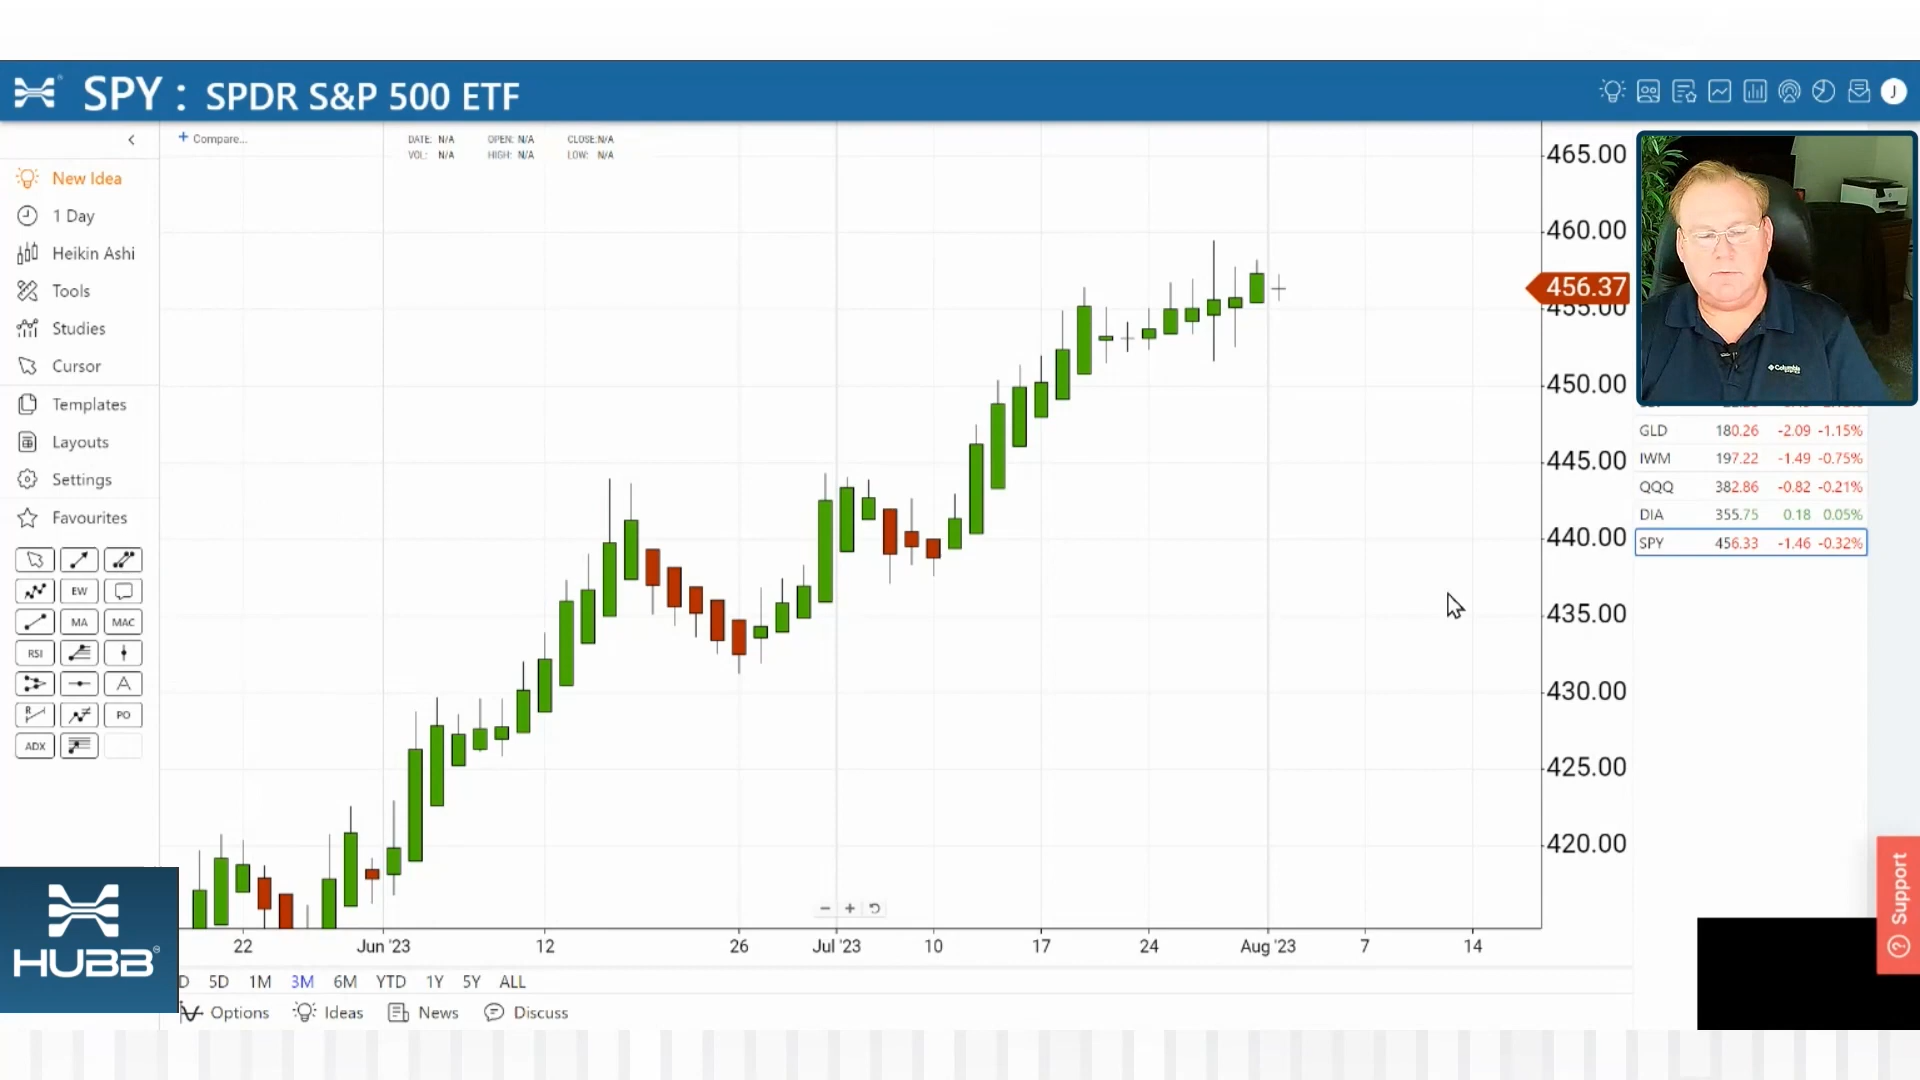 SPY : SPDR S&P 500 ETF
J
+ Compare...
DATE: N/A OPEN: N/A CLOSE:N/A
VOL: N/A HIGH: N/A LOW: N/A
New Idea
1 Day
Heikin Ashi
Tools
Studies
Cursor
Templates
Layouts
Settings
Favourites
EW
MA MAC
RSI
A
R
PO
ADX
HUBB
465.00
460.00
456.37
455.00
450.00
445.00
440.00
435.00
430.00
425.00
420.00
22 Jun '23 12 26 Jul '23 10 17 24 Aug '23 7 14
D 5D 1M 3M 6M YTD 1Y 5Y ALL
Options Ideas News Discuss
Columbia
GLD 180.26 -2.09 -1.15%
IWM 197.22 -1.49 -0.75%
QQQ 382.86 -0.82 -0.21%
DIA 355.75 0.18 0.05%
SPY 456.33 -1.46 -0.32%
Support